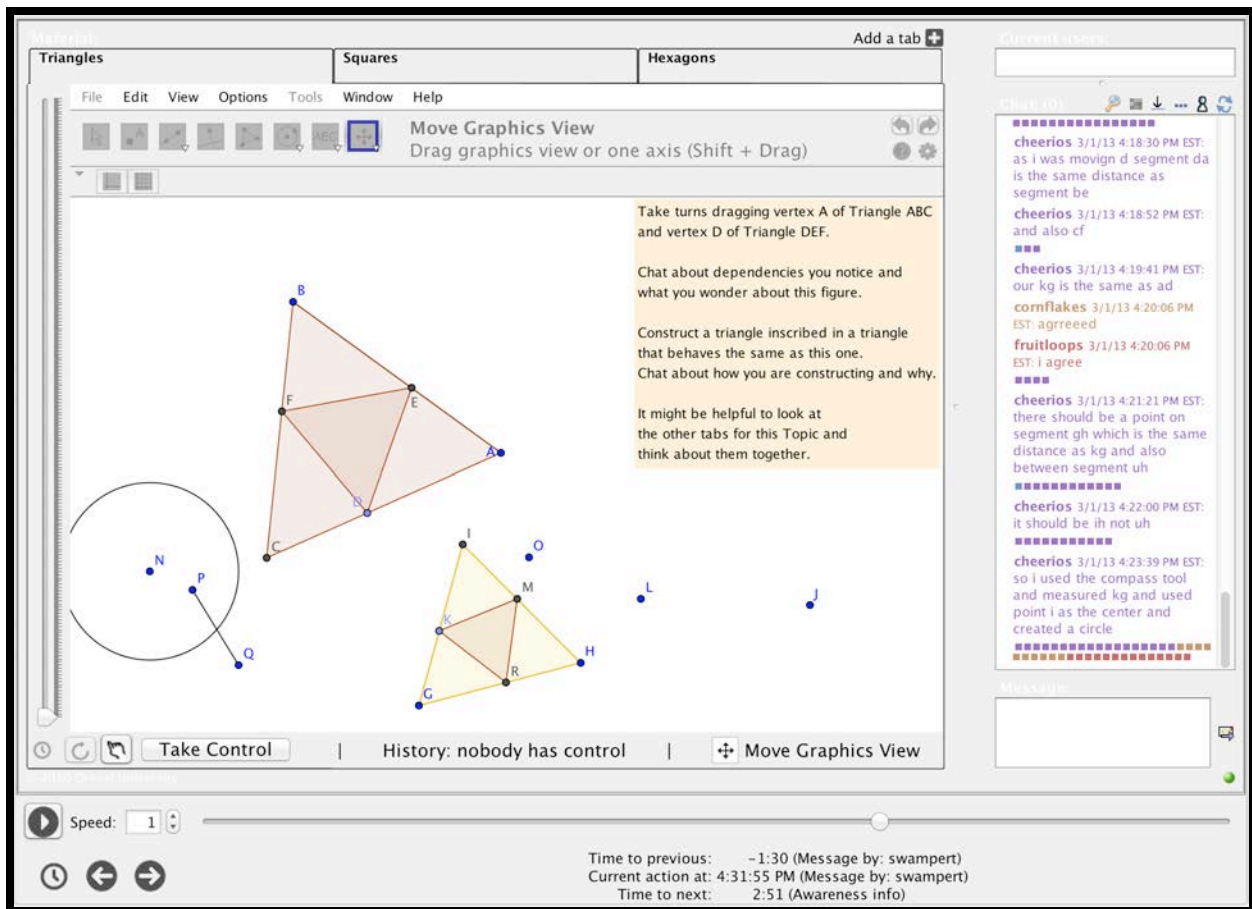 Material:
Add a tab
Current users:
Triangles
Squares
Hexagons
File Edit View Options Tools Window Help
ABC
Move Graphics View
Drag graphics view or one axis (Shift + Drag)
Take turns dragging vertex A of Triangle ABC
and vertex D of Triangle DEF.
Chat about dependencies you notice and
what you wonder about this figure.
Construct a triangle inscribed in a triangle
that behaves the same as this one.
Chat about how you are constructing and why.
It might be helpful to look at
the other tabs for this Topic and
think about them together.
B
F
E
A
D
C
I
O
N
P
M
L
J
K
Q
H
R
G
Take Control | History: nobody has control | Move Graphics View
Chat (0)
cheerios 3/1/13 4:18:30 PM EST:
as i was movign d segment da
is the same distance as
segment be
cheerios 3/1/13 4:18:52 PM EST:
and also cf
cheerios 3/1/13 4:19:41 PM EST:
our kg is the same as ad
cornflakes 3/1/13 4:20:06 PM
EST: agrreeed
fruitloops 3/1/13 4:20:06 PM
EST: i agree
cheerios 3/1/13 4:21:21 PM EST:
there should be a point on
segment gh which is the same
distance as kg and also
between segment uh
cheerios 3/1/13 4:22:00 PM EST:
it should be ih not uh
cheerios 3/1/13 4:23:39 PM EST:
so i used the compass tool
and measured kg and used
point i as the center and
created a circle
Message:
Speed: 1
Time to previous: -1:30 (Message by: swampert)
Current action at: 4:31:55 PM (Message by: swampert)
Time to next: 2:51 (Awareness info)